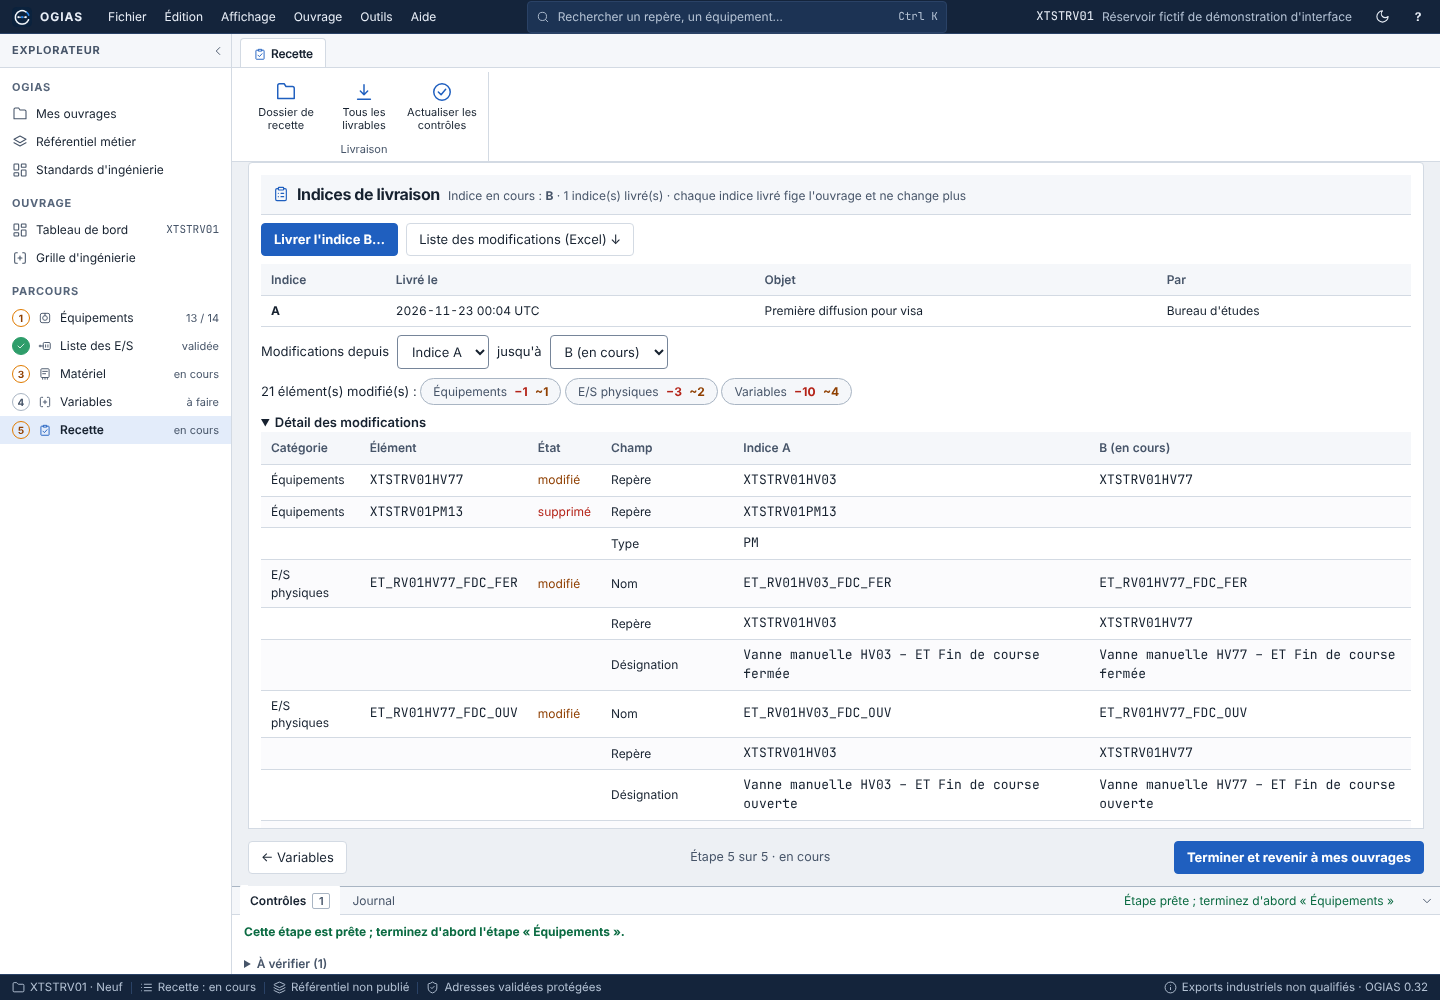 OGIAS Fichier Édition Affichage Ouvrage Outils Aide Rechercher un repère, un équipement... Ctrl K XTSTRV01 Réservoir fictif de démonstration d'interface ?
EXPLORATEUR
Recette
OGIAS
Mes ouvrages
Référentiel métier
Standards d'ingénierie
OUVRAGE
Tableau de bord XTSTRV01
Grille d'ingénierie
PARCOURS
1 Équipements 13 / 14
Liste des E/S validée
3 Matériel en cours
4 Variables à faire
5 Recette en cours
Dossier de recette
Tous les livrables
Actualiser les contrôles
Livraison
Indices de livraison Indice en cours : B · 1 indice(s) livré(s) · chaque indice livré fige l'ouvrage et ne change plus
Livrer l'indice B... Liste des modifications (Excel) ↓
Indice Livré le Objet Par
A 2026-11-23 00:04 UTC Première diffusion pour visa Bureau d'études
Modifications depuis Indice A jusqu'à B (en cours)
21 élément(s) modifié(s) : Équipements −1 ~1 E/S physiques −3 ~2 Variables −10 ~4
▼ Détail des modifications
Catégorie Élément État Champ Indice A B (en cours)
Équipements XTSTRV01HV77 modifié Repère XTSTRV01HV03 XTSTRV01HV77
Équipements XTSTRV01PM13 supprimé Repère XTSTRV01PM13
Type PM
E/S physiques ET_RV01HV77_FDC_FER modifié Nom ET_RV01HV03_FDC_FER ET_RV01HV77_FDC_FER
Repère XTSTRV01HV03 XTSTRV01HV77
Désignation Vanne manuelle HV03 – ET Fin de course fermée Vanne manuelle HV77 – ET Fin de course fermée
E/S physiques ET_RV01HV77_FDC_OUV modifié Nom ET_RV01HV03_FDC_OUV ET_RV01HV77_FDC_OUV
Repère XTSTRV01HV03 XTSTRV01HV77
Désignation Vanne manuelle HV03 – ET Fin de course ouverte Vanne manuelle HV77 – ET Fin de course ouverte
← Variables Étape 5 sur 5 · en cours Terminer et revenir à mes ouvrages
Contrôles 1 Journal Étape prête ; terminez d'abord « Équipements »
Cette étape est prête ; terminez d'abord l'étape « Équipements ».
▶ À vérifier (1)
XTSTRV01 · Neuf Recette : en cours Référentiel non publié Adresses validées protégées Exports industriels non qualifiés · OGIAS 0.32